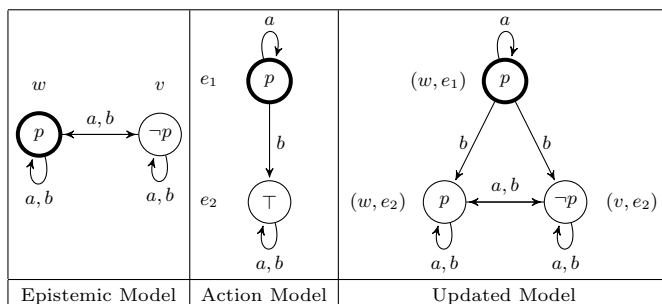 w
v
p
a, b
¬p
a, b
a, b
Epistemic Model
a
e₁
p
b
e₂
⊤
a, b
Action Model
a
(w, e₁)
p
b
b
(w, e₂)
p
a, b
¬p
(v, e₂)
a, b
a, b
Updated Model